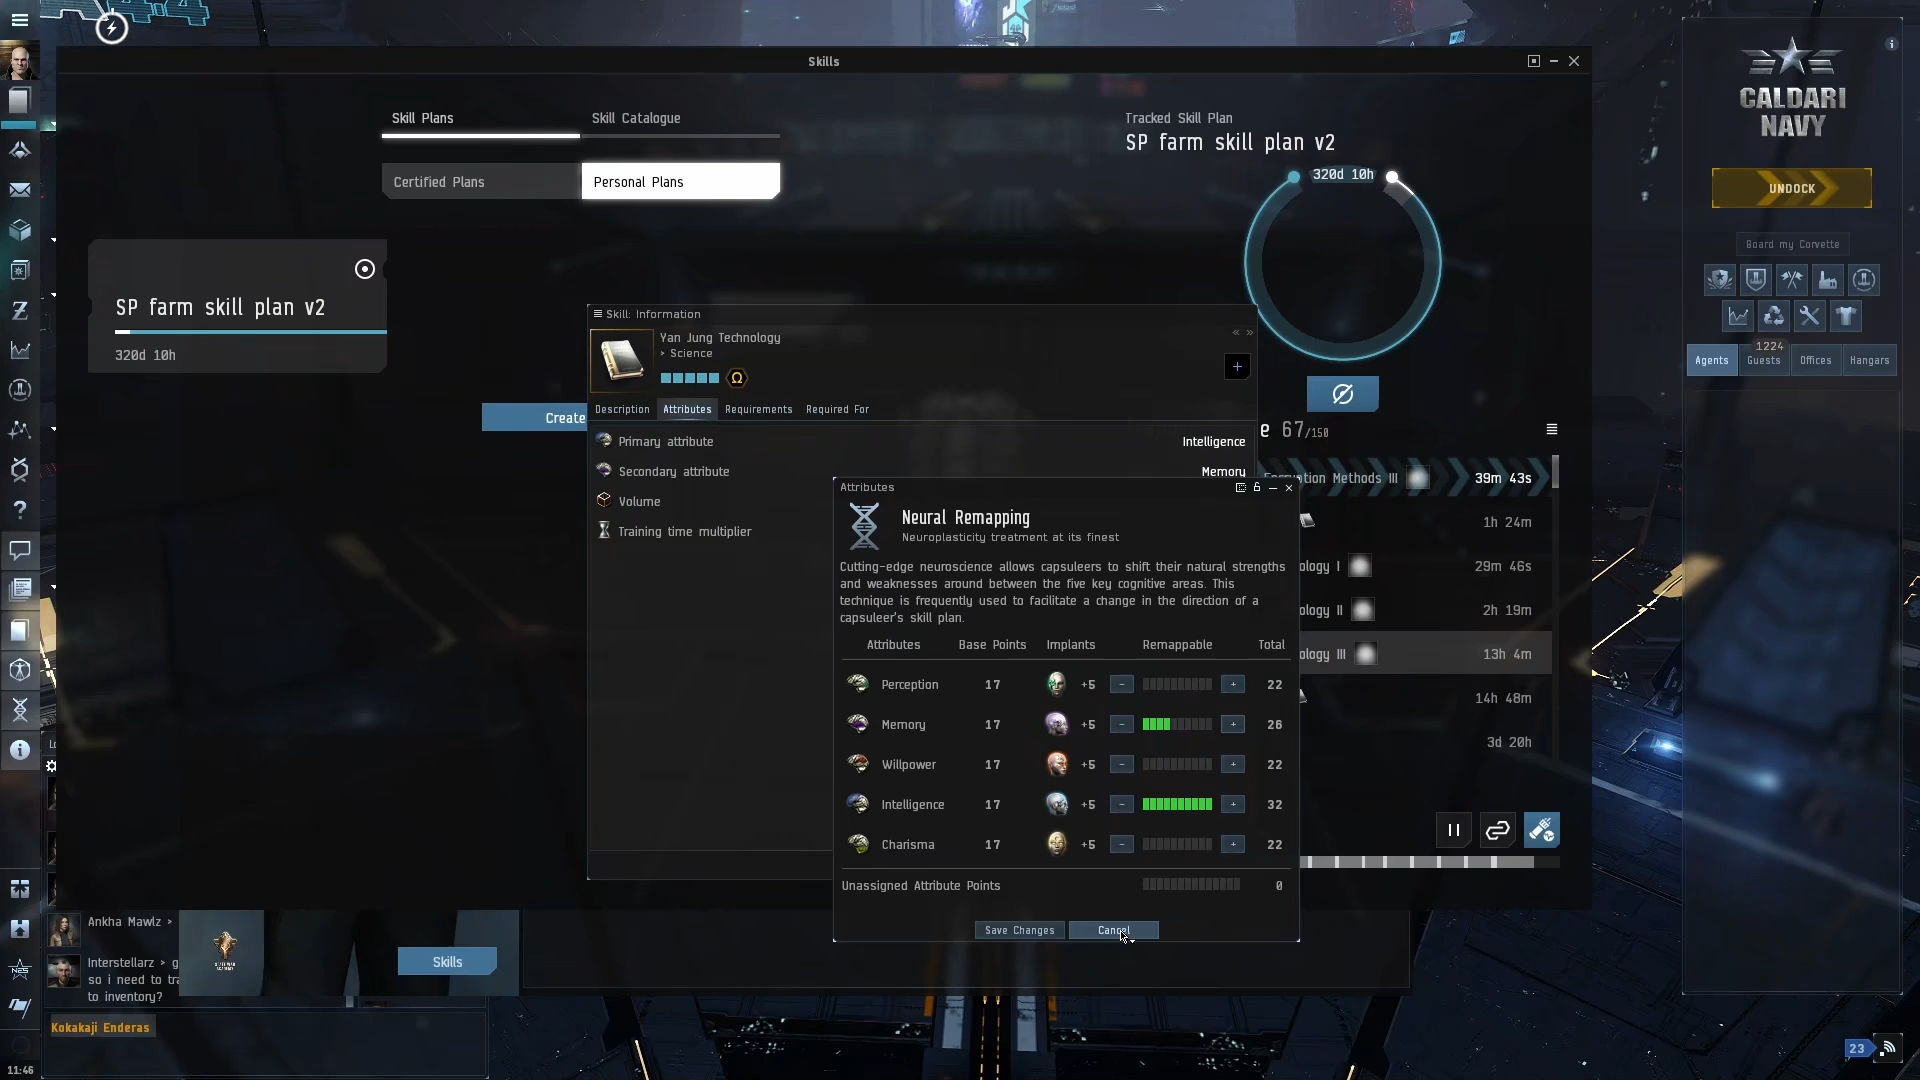 Skills
Skill Plans
Skill Catalogue
Certified Plans
Personal Plans
Tracked Skill Plan
SP farm skill plan v2
320d 10h
SP farm skill plan v2
320d 10h
Create
Skill: Information
Yan Jung Technology
> Science
Ω
Description
Attributes
Requirements
Required For
Primary attribute
Intelligence
Secondary attribute
Memory
Volume
Training time multiplier
e 67/150
Encryption Methods III
39m 43s
1h 24m
ology I
29m 46s
ology II
2h 19m
ology III
13h 4m
14h 48m
3d 20h
Attributes
Neural Remapping
Neuroplasticity treatment at its finest
Cutting-edge neuroscience allows capsuleers to shift their natural strengths
and weaknesses around between the five key cognitive areas. This
technique is frequently used to facilitate a change in the direction of a
capsuleer's skill plan.
Attributes Base Points Implants Remappable Total
Perception 17 +5 - + 22
Memory 17 +5 - + 26
Willpower 17 +5 - + 22
Intelligence 17 +5 - + 32
Charisma 17 +5 - + 22
Unassigned Attribute Points 0
Save Changes
Cancel
CALDARI
NAVY
UNDOCK
Board my Corvette
Agents
1224
Guests
Offices
Hangars
Ankha Mawlz >
Interstellarz > g
so i need to tra
to inventory?
Skills
Kokakaji Enderas
11:46
23